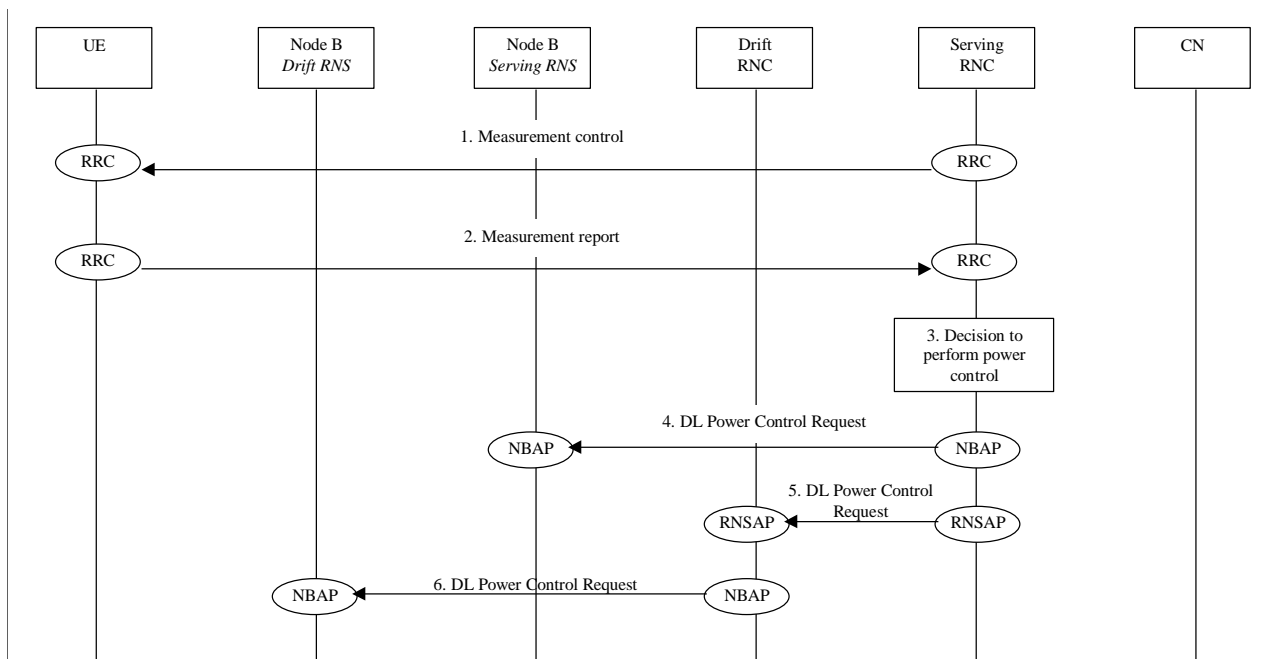 UE
Node B
Drift RNS
Node B
Serving RNS
Drift
RNC
Serving
RNC
CN
1. Measurement control
RRC
RRC
2. Measurement report
RRC
RRC
3. Decision to
perform power
control
4. DL Power Control Request
NBAP
NBAP
5. DL Power Control
Request
RNSAP
RNSAP
6. DL Power Control Request
NBAP
NBAP